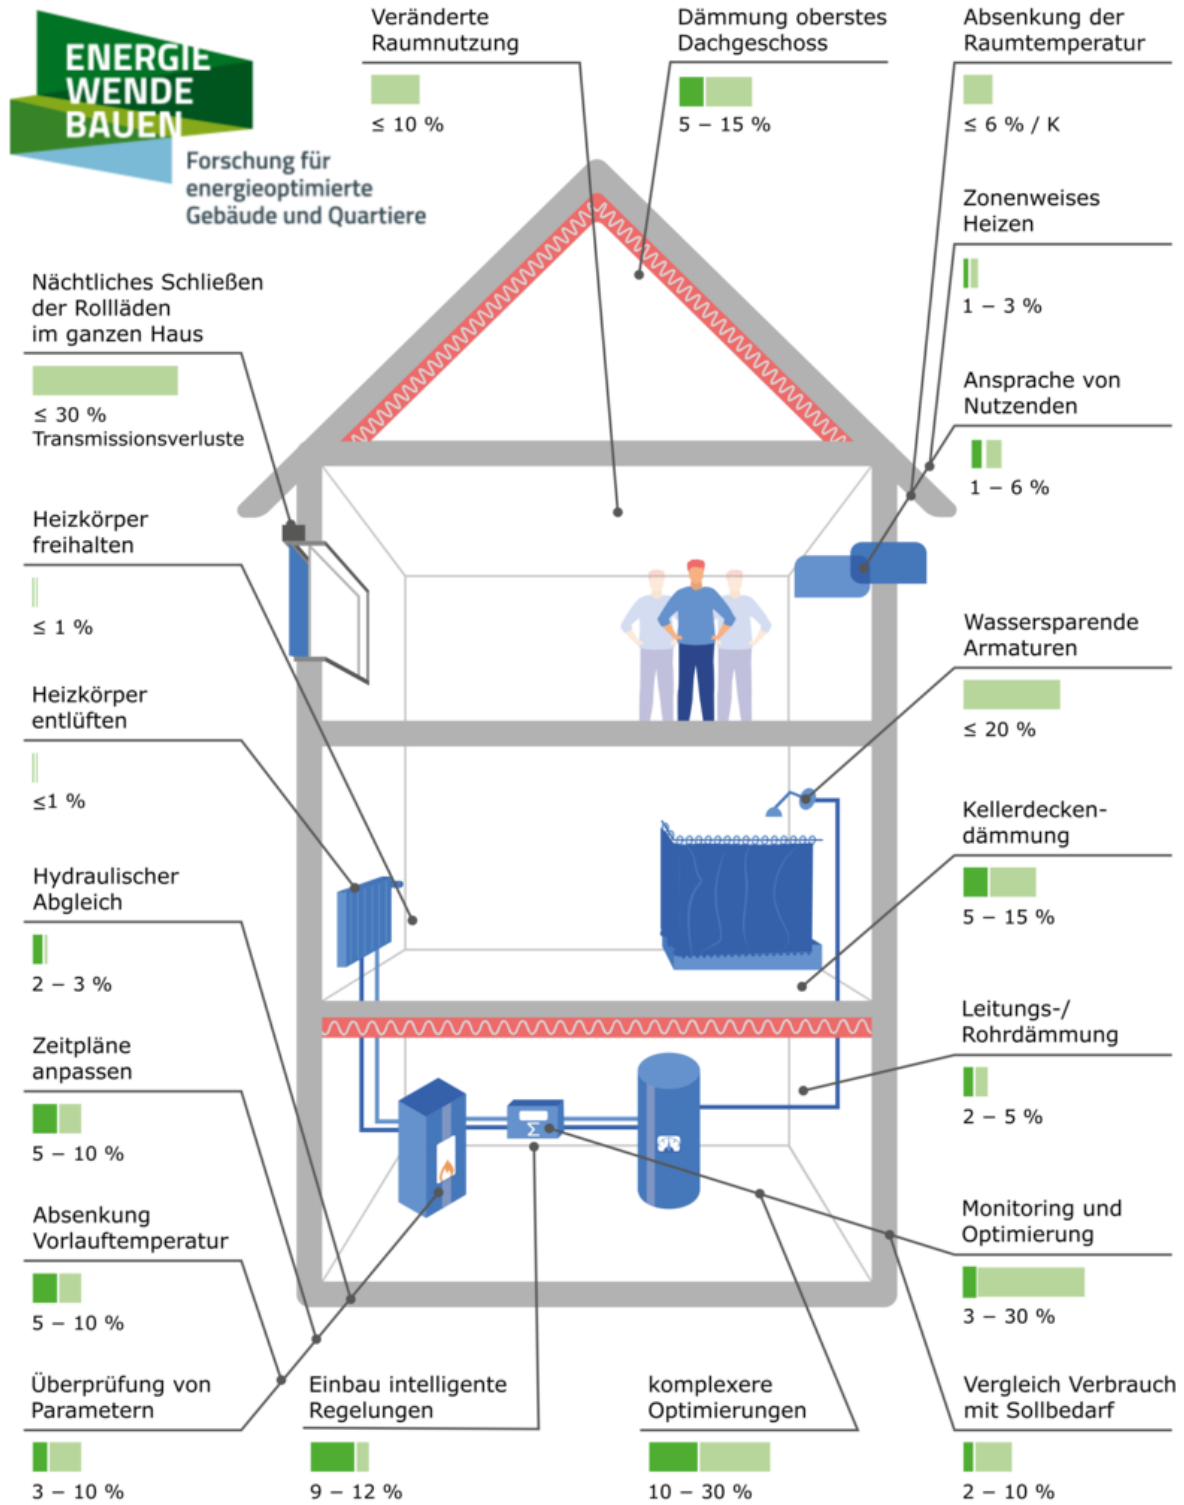 ENERGIE
WENDE
BAUEN
Forschung für
energieoptimierte
Gebäude und Quartiere
Veränderte
Raumnutzung
≤ 10 %
Dämmung oberstes
Dachgeschoss
5 – 15 %
Absenkung der
Raumtemperatur
≤ 6 % / K
Zonenweises
Heizen
1 – 3 %
Ansprache von
Nutzenden
1 – 6 %
Nächtliches Schließen
der Rollläden
im ganzen Haus
≤ 30 %
Transmissionsverluste
Heizkörper
freihalten
≤ 1 %
Heizkörper
entlüften
≤1 %
Hydraulischer
Abgleich
2 – 3 %
Zeitpläne
anpassen
5 – 10 %
Absenkung
Vorlauftemperatur
5 – 10 %
Überprüfung von
Parametern
3 – 10 %
Wassersparende
Armaturen
≤ 20 %
Kellerdecken-
dämmung
5 – 15 %
Leitungs-/
Rohrdämmung
2 – 5 %
Σ
Monitoring und
Optimierung
3 – 30 %
Einbau intelligente
Regelungen
9 – 12 %
komplexere
Optimierungen
10 – 30 %
Vergleich Verbrauch
mit Sollbedarf
2 – 10 %